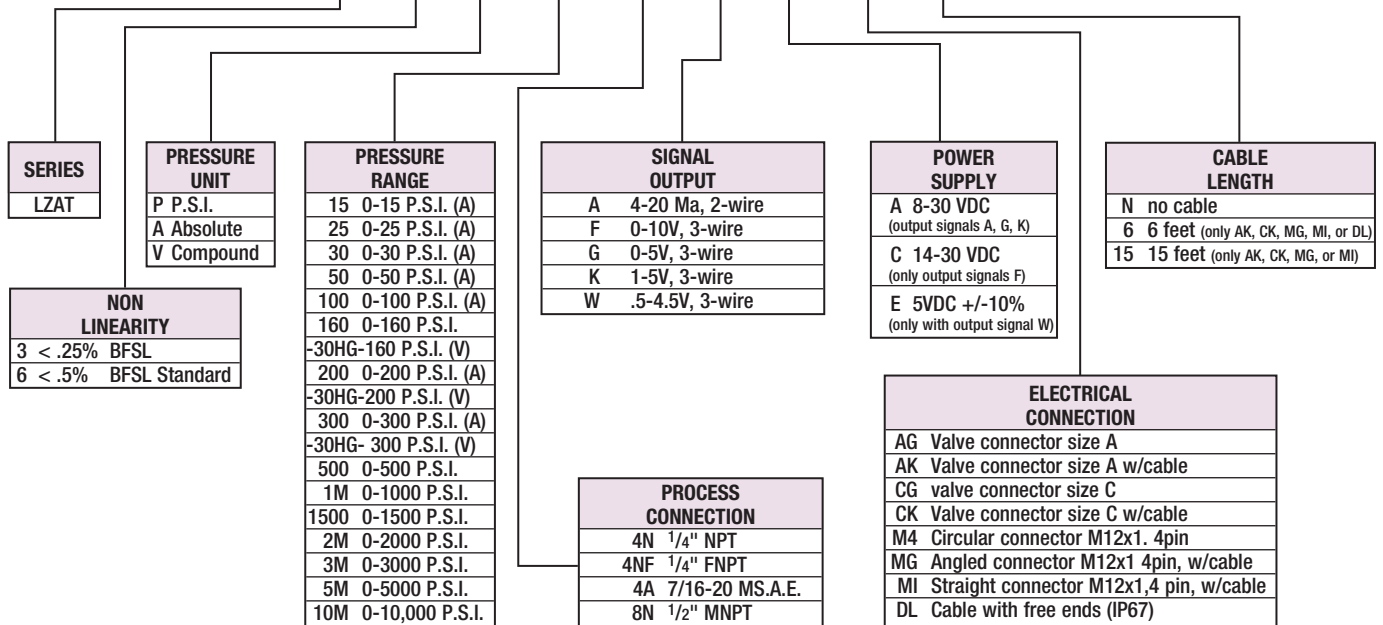 SERIES
LZAT
NON
LINEARITY
3 < .25% BFSL
6 < .5% BFSL Standard
PRESSURE
UNIT
P P.S.I.
A Absolute
V Compound
PRESSURE
RANGE
15 0-15 P.S.I. (A)
25 0-25 P.S.I. (A)
30 0-30 P.S.I. (A)
50 0-50 P.S.I. (A)
100 0-100 P.S.I. (A)
160 0-160 P.S.I.
-30HG-160 P.S.I. (V)
200 0-200 P.S.I. (A)
-30HG-200 P.S.I. (V)
300 0-300 P.S.I. (A)
-30HG- 300 P.S.I. (V)
500 0-500 P.S.I.
1M 0-1000 P.S.I.
1500 0-1500 P.S.I.
2M 0-2000 P.S.I.
3M 0-3000 P.S.I.
5M 0-5000 P.S.I.
10M 0-10,000 P.S.I.
PROCESS
CONNECTION
4N 1/4" NPT
4NF 1/4" FNPT
4A 7/16-20 MS.A.E.
8N 1/2" MNPT
SIGNAL
OUTPUT
A 4-20 Ma, 2-wire
F 0-10V, 3-wire
G 0-5V, 3-wire
K 1-5V, 3-wire
W .5-4.5V, 3-wire
POWER
SUPPLY
A 8-30 VDC
(output signals A, G, K)
C 14-30 VDC
(only output signals F)
E 5VDC +/-10%
(only with output signal W)
ELECTRICAL
CONNECTION
AG Valve connector size A
AK Valve connector size A w/cable
CG valve connector size C
CK Valve connector size C w/cable
M4 Circular connector M12x1. 4pin
MG Angled connector M12x1 4pin, w/cable
MI Straight connector M12x1,4 pin, w/cable
DL Cable with free ends (IP67)
CABLE
LENGTH
N no cable
6 6 feet (only AK, CK, MG, MI, or DL)
15 15 feet (only AK, CK, MG, or MI)